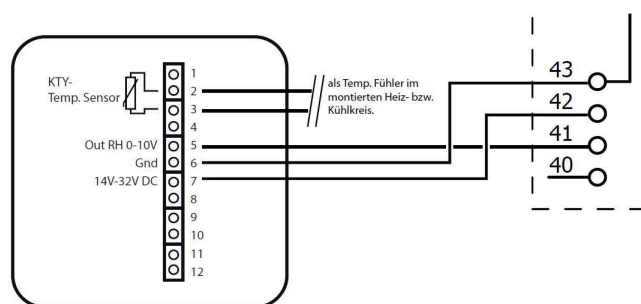 KTY-
Temp. Sensor
Out RH 0-10V
Gnd
14V-32V DC
1
2
3
4
5
6
7
8
9
10
11
12
als Temp. Fühler im
montierten Heiz- bzw.
Kühlkreis.
43
42
41
40